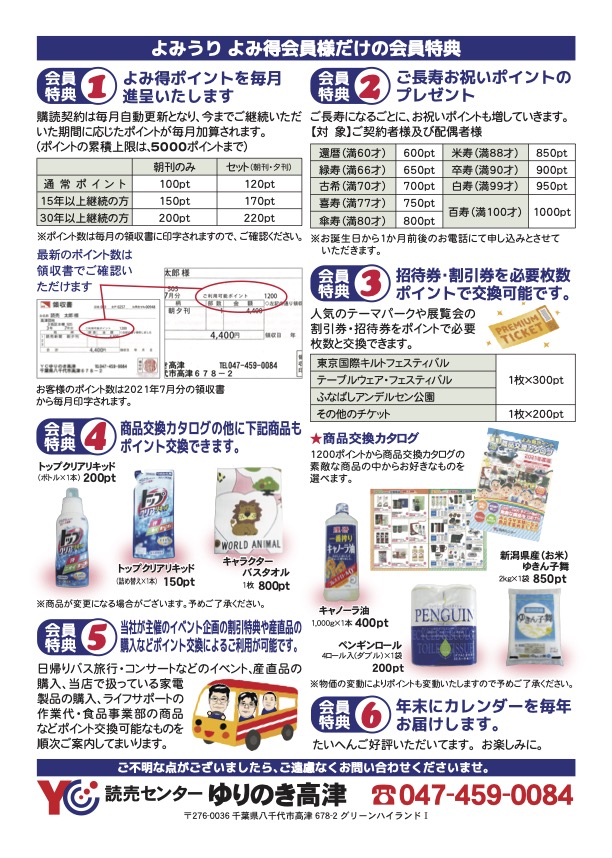 よみうり よみ得会員様だけの会員特典
会員特典 1 よみ得ポイントを毎月
進呈いたします
購読契約は毎月自動更新となり、今までご継続いただい
た期間に応じたポイントが毎月加算されます。
(ポイントの累積上限は、5000ポイントまで)
朝刊のみ セット(朝刊・夕刊)
通常ポイント 100pt 120pt
15年以上継続の方 150pt 170pt
30年以上継続の方 200pt 220pt
※ポイント数は毎月の領収書に印字されますので、ご確認ください。
最新のポイント数は
領収書でご確認い
ただけます
領収書
4,400円
TEL047-459-0084
千葉県八千代市高津678-2
太郎様
7月分
ご利用可能ポイント 1200
部数 金額
朝夕刊 1 4,400
4,400円
領収日 年
高津 TEL047-459-0084
代市高津678-2
お客様のポイント数は2021年7月分の領収書
から毎月印字されます。
会員特典 2 ご長寿お祝いポイントの
プレゼント
ご長寿になるごとに、お祝いポイントも増していきます。
【対 象】ご契約者様及び配偶者様
還暦(満60才) 600pt 米寿(満88才) 850pt
緑寿(満66才) 650pt 卒寿(満90才) 900pt
古希(満70才) 700pt 白寿(満99才) 950pt
喜寿(満77才) 750pt 百寿(満100才) 1000pt
傘寿(満80才) 800pt
※お誕生日から1か月前後のお電話にて申し込みとさせて
いただきます。
会員特典 3 招待券・割引券を必要枚数
ポイントで交換可能です。
人気のテーマパークや展覧会の
割引券・招待券をポイントで必要
枚数と交換できます。
PREMIUM
TICKET
東京国際キルトフェスティバル
テーブルウェア・フェスティバル 1枚×300pt
ふなばしアンデルセン公園
その他のチケット 1枚×200pt
会員特典 4 商品交換カタログの他に下記商品も
ポイント交換できます。
トップクリアリキッド
(ボトル×1本) 200pt
トップクリアリキッド
(詰め替え×1本) 150pt
WORLD ANIMAL
キャラクター
バスタオル
1枚 800pt
※商品が変更になる場合がございます。予めご了承ください。
★商品交換カタログ
1200ポイントから商品交換カタログの
素敵な商品の中からお好きなものを
選べます。
キャノーラ油
キャノーラ油
1,000g×1本 400pt
PENGUIN
ペンギンロール
4ロール入(ダブル)×1袋
200pt
新潟県産(お米)
ゆきん子舞
2kg×1袋 850pt
ゆきん子舞
※物価の変動によりポイントも変動いたしますので予めご了承ください。
会員特典 5 当社が主催のイベント企画の割引特典や産直品の
購入などポイント交換によるご利用が可能です。
日帰りバス旅行・コンサートなどのイベント、産直品の
購入、当店で扱っている家電
製品の購入、ライフサポートの
作業代・食品事業部の商品
などポイント交換可能なものを
順次ご案内してまいります。
会員特典 6 年末にカレンダーを毎年
お届けします。
たいへんご好評いただいてます。お楽しみに。
ご不明な点がございましたら、ご遠慮なくお問い合わせくださいませ。
YC 読売センター ゆりのき高津 ☎047-459-0084
〒276-0036 千葉県八千代市高津 678-2 グリーンハイランドⅠ